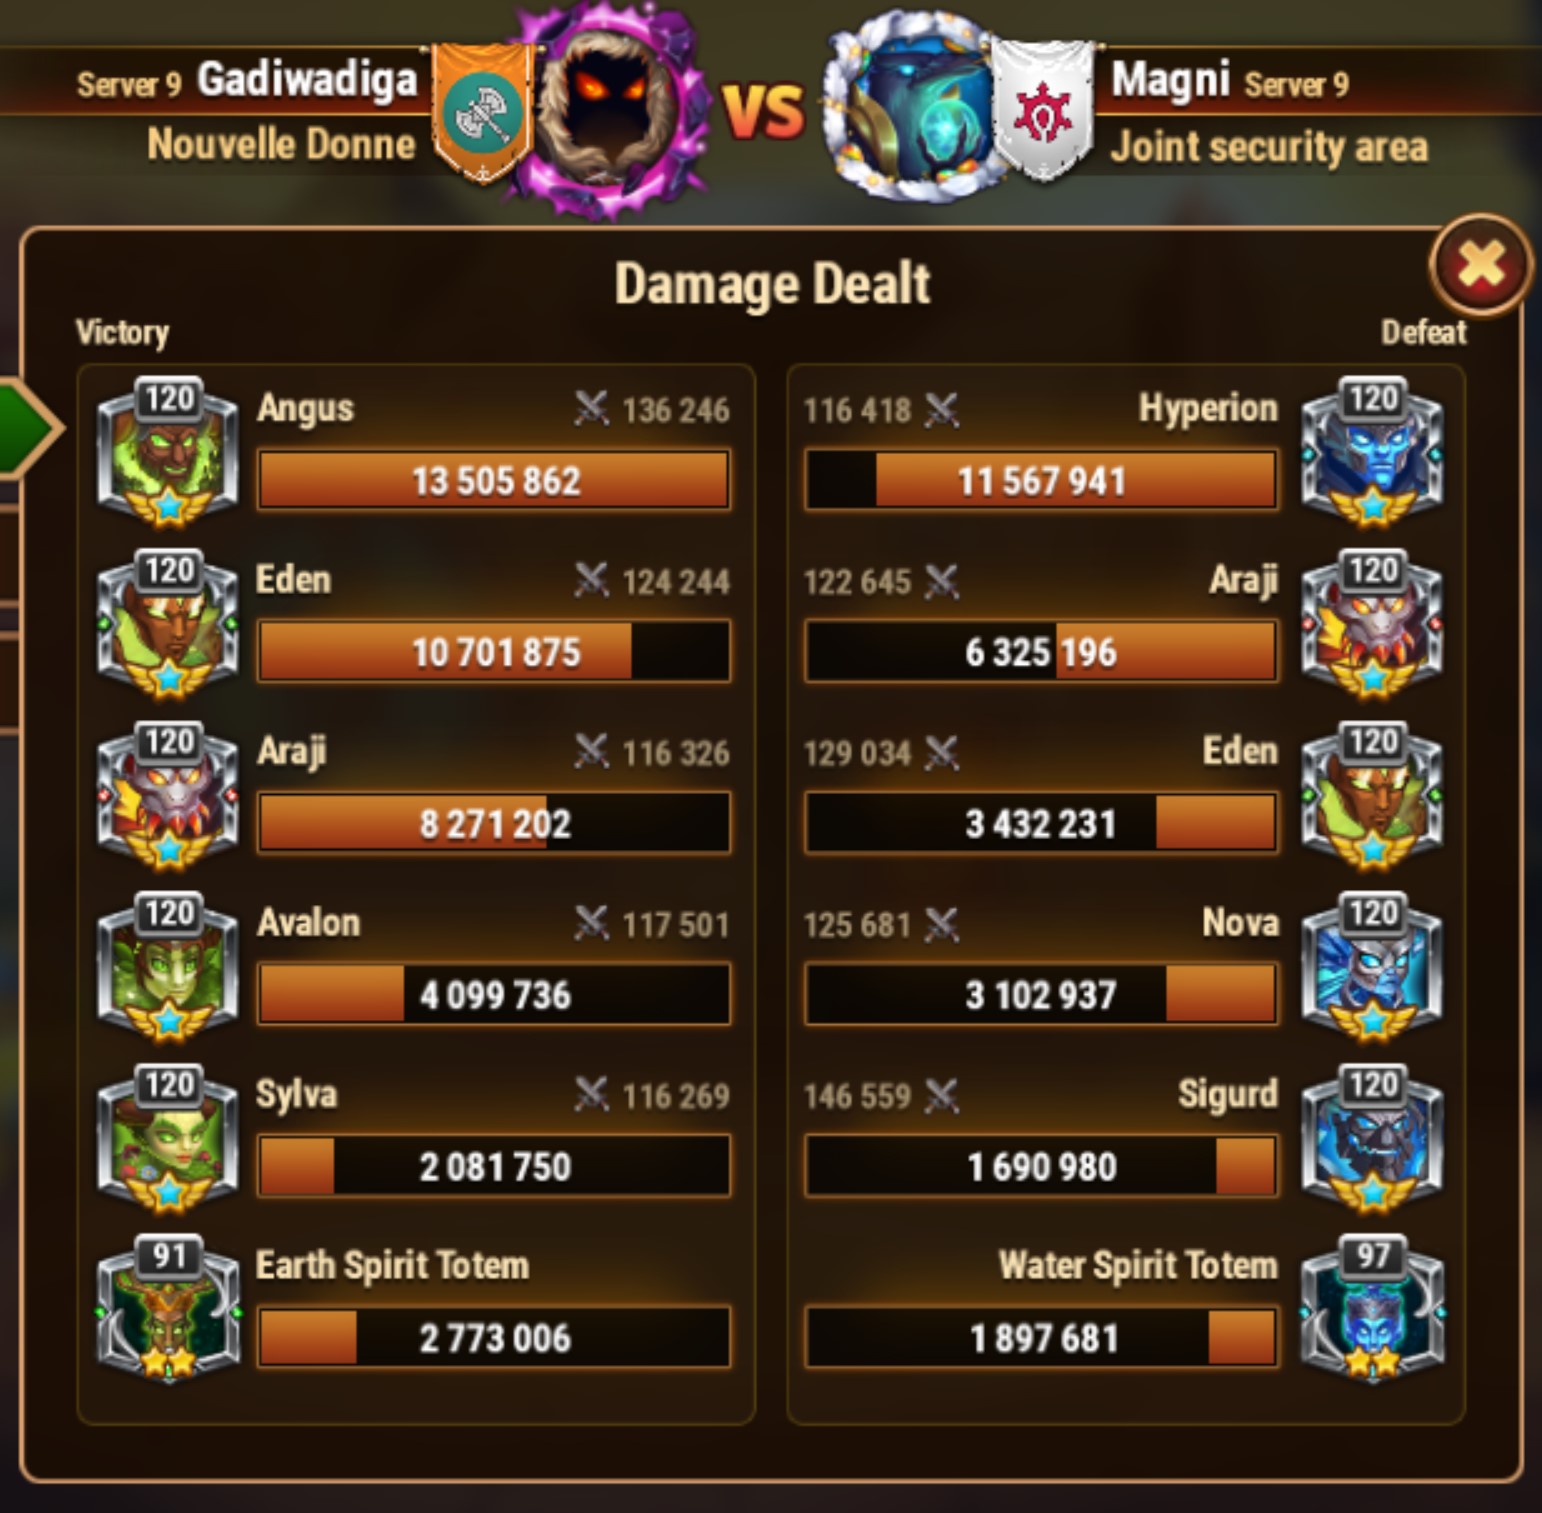 Server 9 Gadiwadiga
Nouvelle Donne
VS
Magni Server 9
Joint security area
Damage Dealt
Victory
Defeat
120
Angus
136 246
13 505 862
120
Eden
124 244
10 701 875
120
Araji
116 326
8 271 202
120
Avalon
117 501
4 099 736
120
Sylva
116 269
2 081 750
91
Earth Spirit Totem
2 773 006
116 418
Hyperion
120
11 567 941
122 645
Araji
120
6 325 196
129 034
Eden
120
3 432 231
125 681
Nova
120
3 102 937
146 559
Sigurd
120
1 690 980
Water Spirit Totem
97
1 897 681